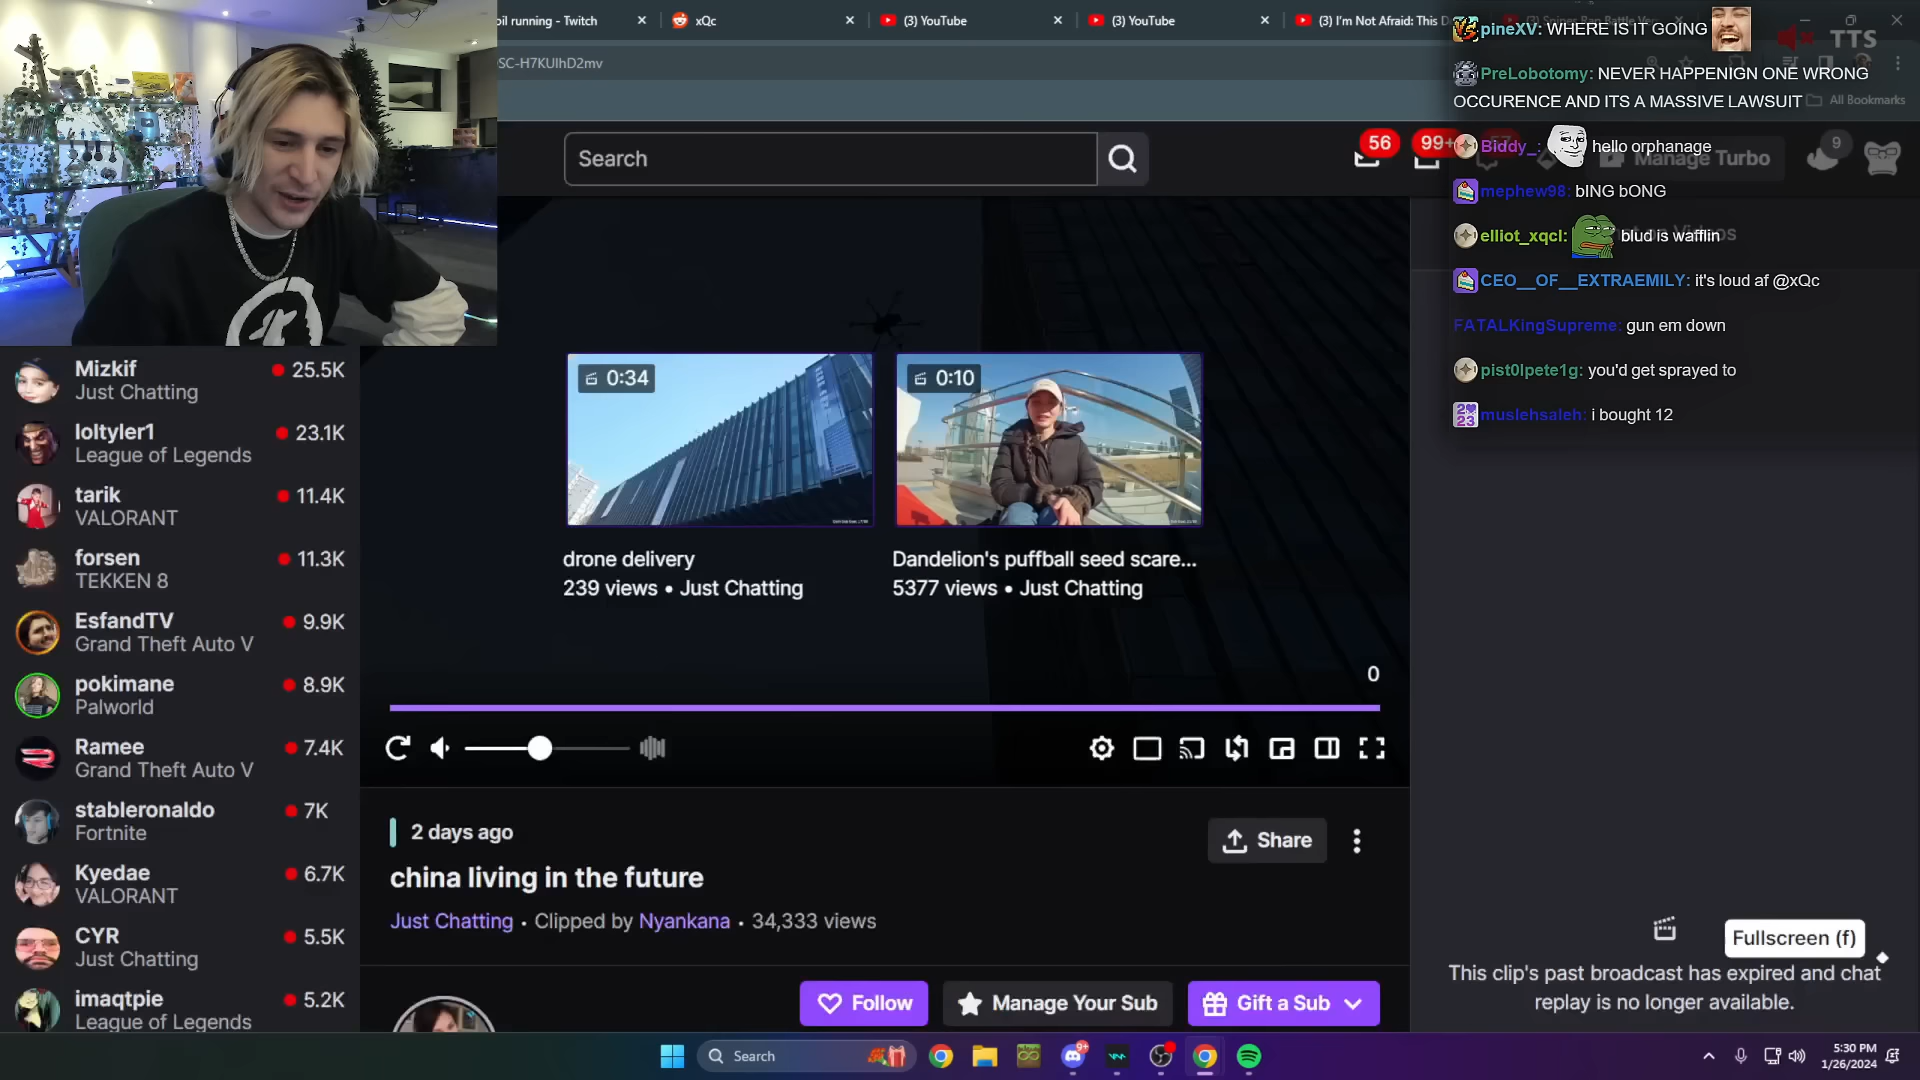 oil running - Twitch
xQc
(3) YouTube
(3) YouTube
(3) I'm Not Afraid: This D
SC-H7KUlhD2mv
All Bookmarks
TTS
pineXV: WHERE IS IT GOING
PreLobotomy: NEVER HAPPENIGN ONE WRONG
OCCURENCE AND ITS A MASSIVE LAWSUIT
Biddy_: hello orphanage
mephew98: bING bONG
elliot_xqcl: blud is wafflin
CEO__OF__EXTRAEMILY: it's loud af @xQc
FATALKingSupreme: gun em down
pist0lpete1g: you'd get sprayed to
muslehsaleh: i bought 12
Search
56
99+
Manage Turbo
9
Mizkif
25.5K
Just Chatting
loltyler1
23.1K
League of Legends
tarik
11.4K
VALORANT
forsen
11.3K
TEKKEN 8
EsfandTV
9.9K
Grand Theft Auto V
pokimane
8.9K
Palworld
Ramee
7.4K
Grand Theft Auto V
stableronaldo
7K
Fortnite
Kyedae
6.7K
VALORANT
CYR
5.5K
Just Chatting
imaqtpie
5.2K
League of Legends
0:34
0:10
drone delivery
239 views • Just Chatting
Dandelion's puffball seed scare...
5377 views • Just Chatting
0
2 days ago
Share
china living in the future
Just Chatting • Clipped by Nyankana • 34,333 views
Follow
Manage Your Sub
Gift a Sub
Fullscreen (f)
This clip's past broadcast has expired and chat
replay is no longer available.
Search
9+
5:30 PM
1/26/2024